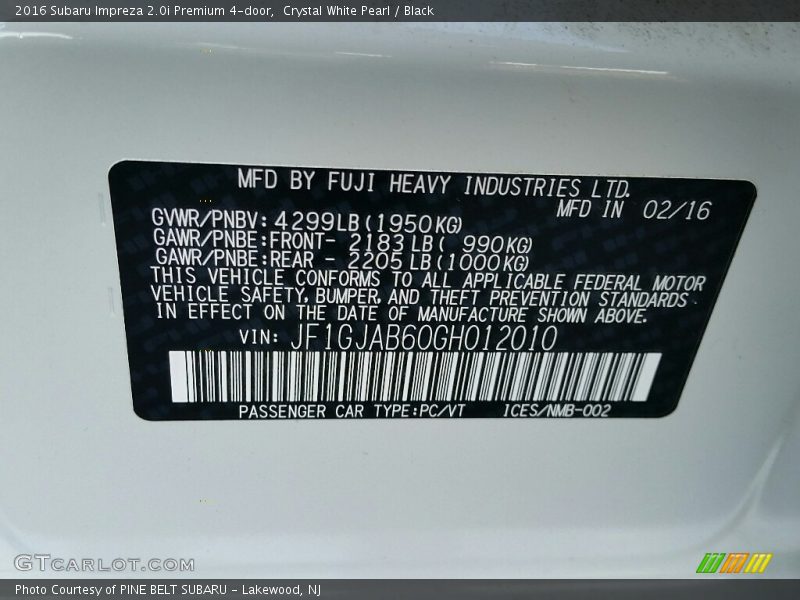 2016 Subaru Impreza 2.0i Premium 4-door, Crystal White Pearl / Black
MFD BY FUJI HEAVY INDUSTRIES LTD.
MFD IN 02/16
GVWR/PNBV: 4299LB(1950KG)
GAWR/PNBE:FRONT- 2183LB( 990KG)
GAWR/PNBE:REAR - 2205LB(1000KG)
THIS VEHICLE CONFORMS TO ALL APPLICABLE FEDERAL MOTOR
VEHICLE SAFETY, BUMPER, AND THEFT PREVENTION STANDARDS
IN EFFECT ON THE DATE OF MANUFACTURE SHOWN ABOVE.
VIN: JF1GJAB60GH012010
PASSENGER CAR TYPE:PC/VT ICES/NMB-002
GTCARLOT.COM
Photo Courtesy of PINE BELT SUBARU - Lakewood, NJ